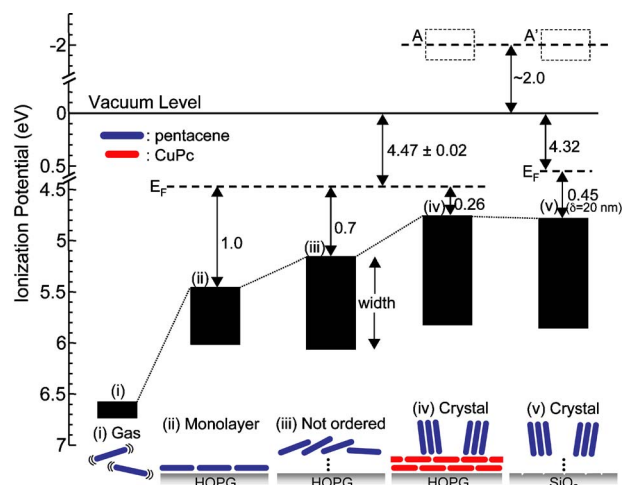 -2
A
A'
~2.0
0
Vacuum Level
: pentacene
: CuPc
4.47 ± 0.02
4.32
0.5
4.5
E_F
E_F
0.45
(δ=20 nm)
0.26
1.0
0.7
(ii)
(iii)
(iv)
(v)
5
5.5
width
6
6.5
7
Ionization Potential (eV)
(i)
(i) Gas
(ii) Monolayer
(iii) Not ordered
(iv) Crystal
(v) Crystal
HOPG
HOPG
HOPG
SiO₂